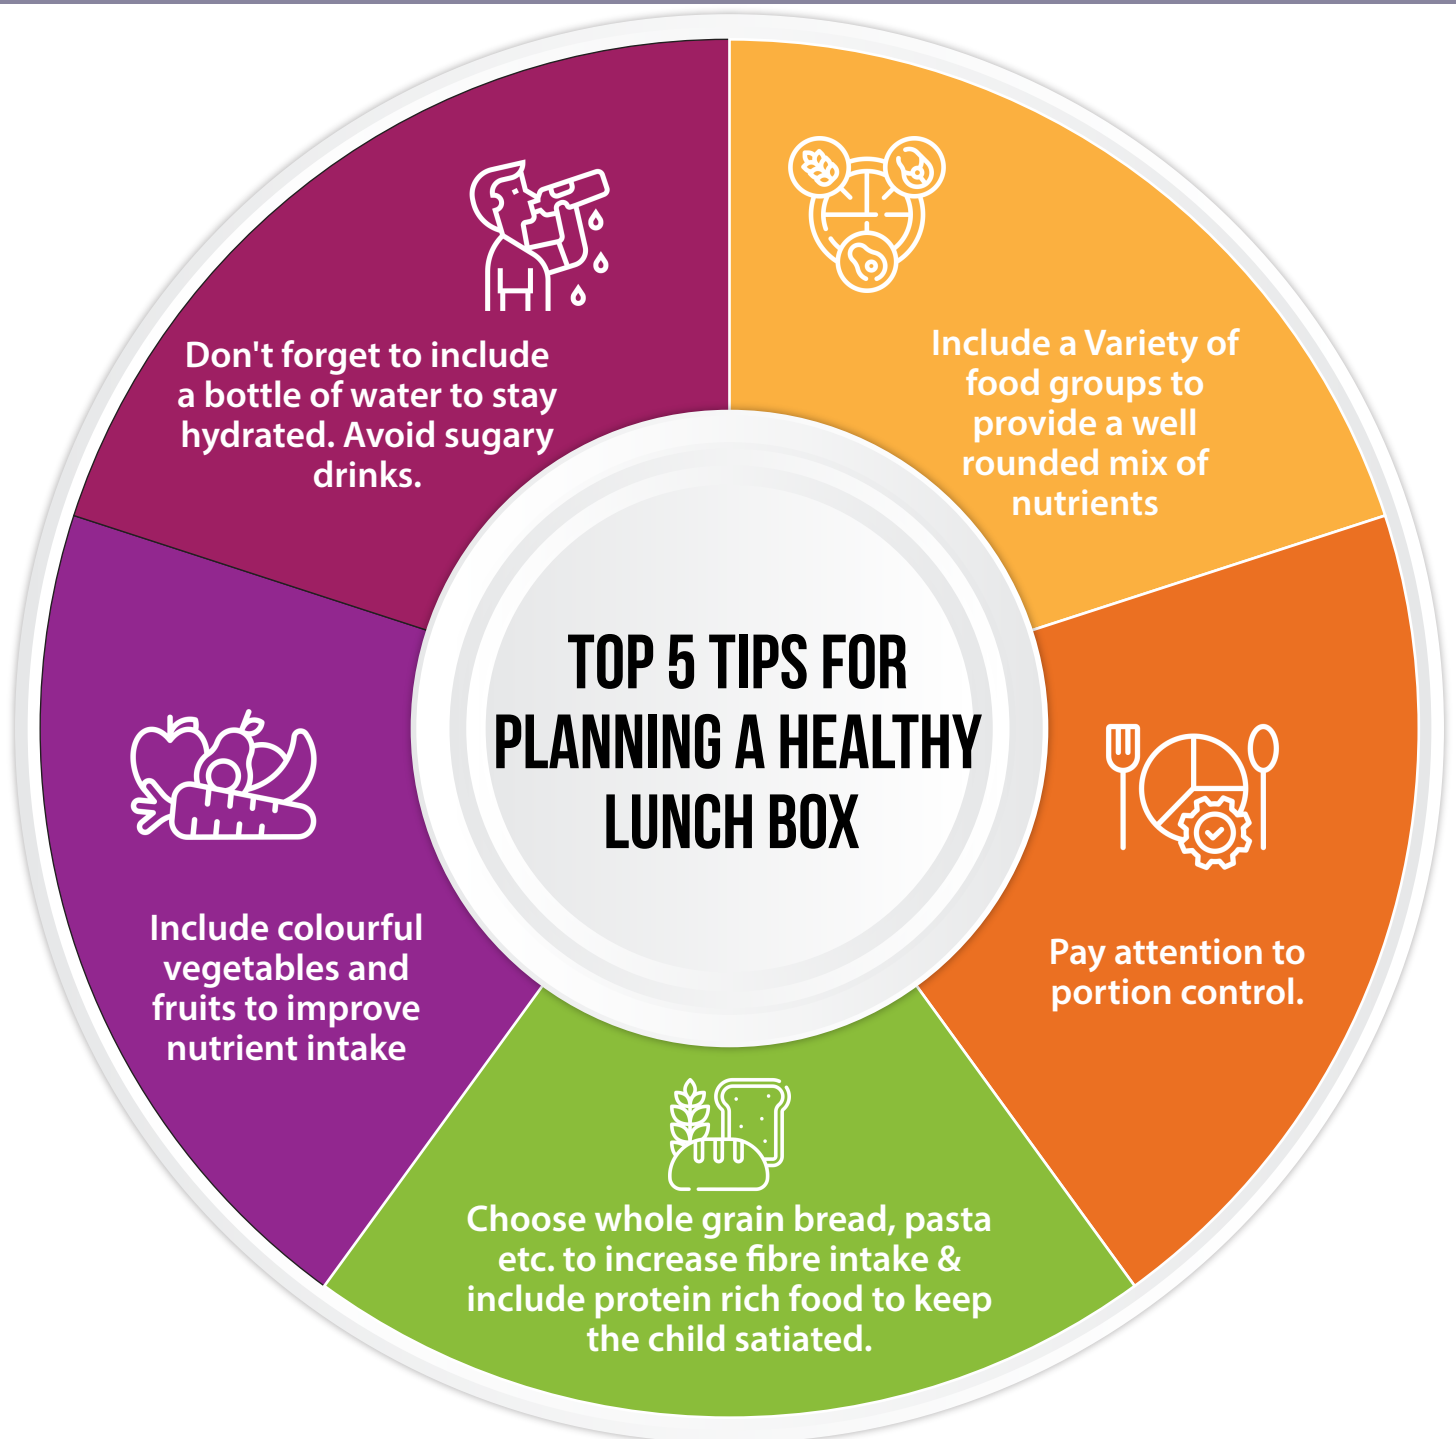 TOP 5 TIPS FOR
PLANNING A HEALTHY
LUNCH BOX
Include a Variety of
food groups to
provide a well
rounded mix of
nutrients
Pay attention to
portion control.
Choose whole grain bread, pasta
etc. to increase fibre intake &
include protein rich food to keep
the child satiated.
Include colourful
vegetables and
fruits to improve
nutrient intake
Don't forget to include
a bottle of water to stay
hydrated. Avoid sugary
drinks.